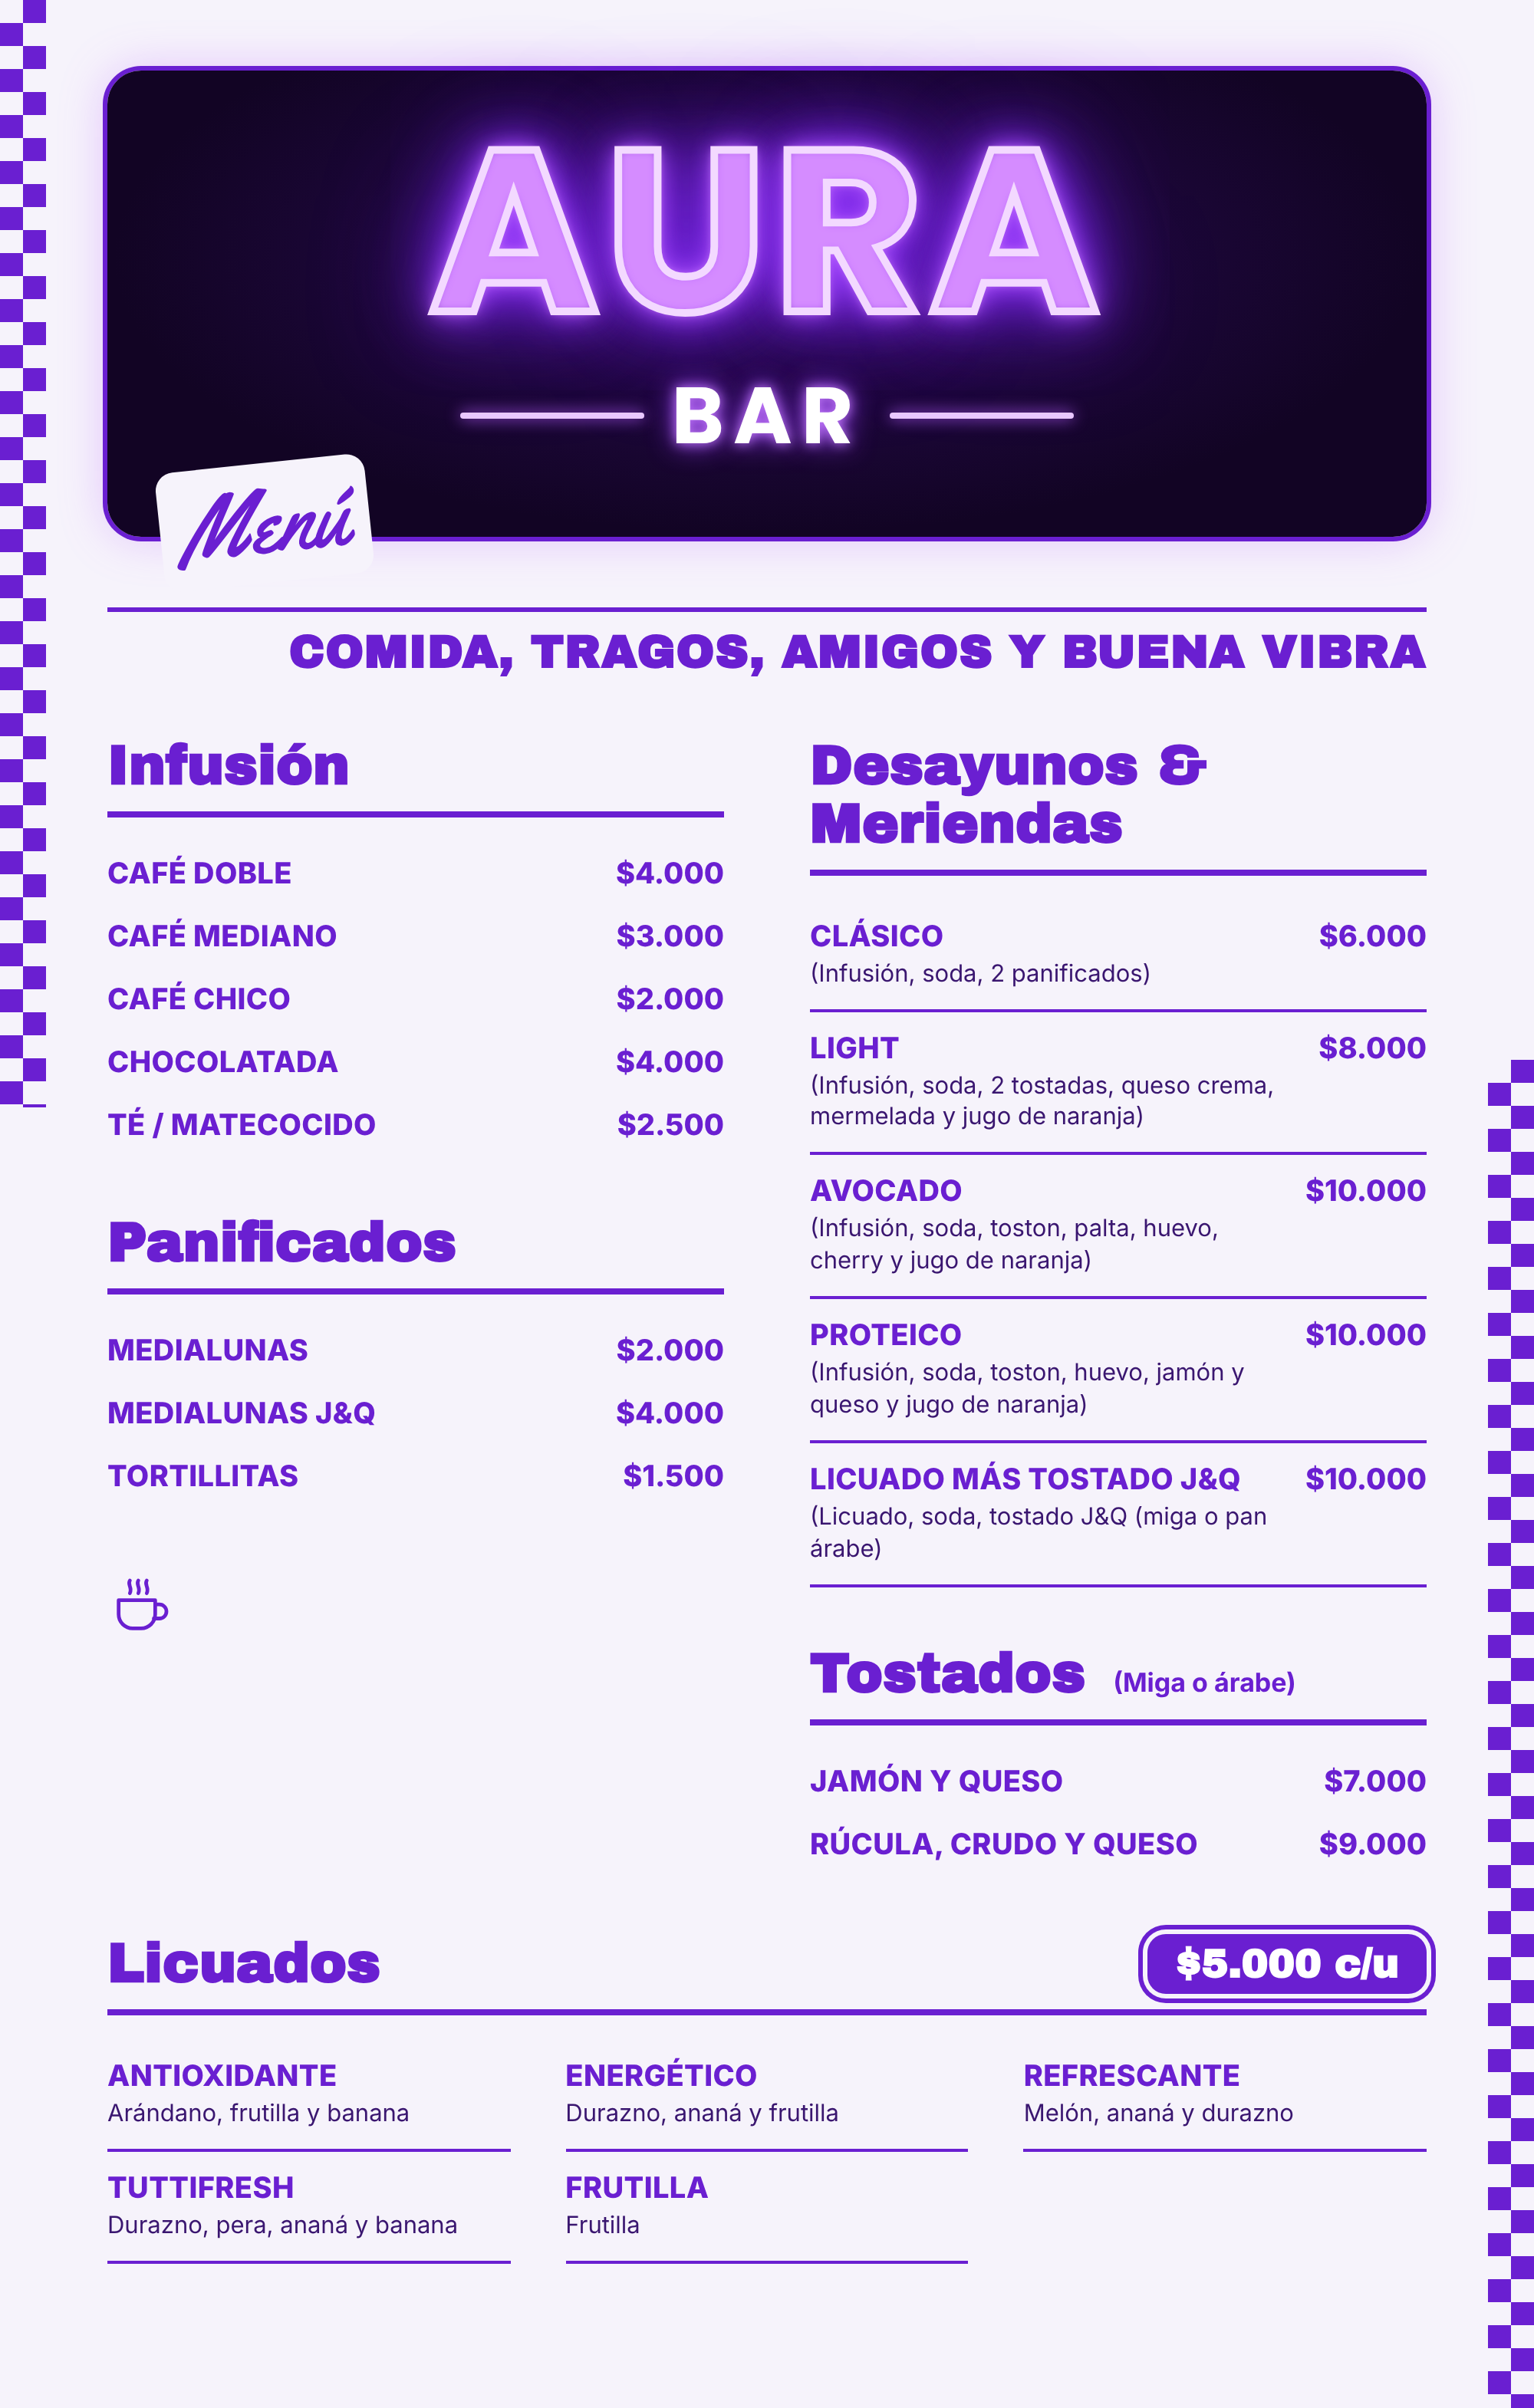 AURA
BAR
Menú
COMIDA, TRAGOS, AMIGOS Y BUENA VIBRA
Infusión
CAFÉ DOBLE $4.000
CAFÉ MEDIANO $3.000
CAFÉ CHICO $2.000
CHOCOLATADA $4.000
TÉ / MATECOCIDO $2.500
Panificados
MEDIALUNAS $2.000
MEDIALUNAS J&Q $4.000
TORTILLITAS $1.500
Desayunos &
Meriendas
CLÁSICO $6.000
(Infusión, soda, 2 panificados)
LIGHT $8.000
(Infusión, soda, 2 tostadas, queso crema,
mermelada y jugo de naranja)
AVOCADO $10.000
(Infusión, soda, toston, palta, huevo,
cherry y jugo de naranja)
PROTEICO $10.000
(Infusión, soda, toston, huevo, jamón y
queso y jugo de naranja)
LICUADO MÁS TOSTADO J&Q $10.000
(Licuado, soda, tostado J&Q (miga o pan
árabe)
Tostados (Miga o árabe)
JAMÓN Y QUESO $7.000
RÚCULA, CRUDO Y QUESO $9.000
Licuados $5.000 c/u
ANTIOXIDANTE
Arándano, frutilla y banana
ENERGÉTICO
Durazno, ananá y frutilla
REFRESCANTE
Melón, ananá y durazno
TUTTIFRESH
Durazno, pera, ananá y banana
FRUTILLA
Frutilla